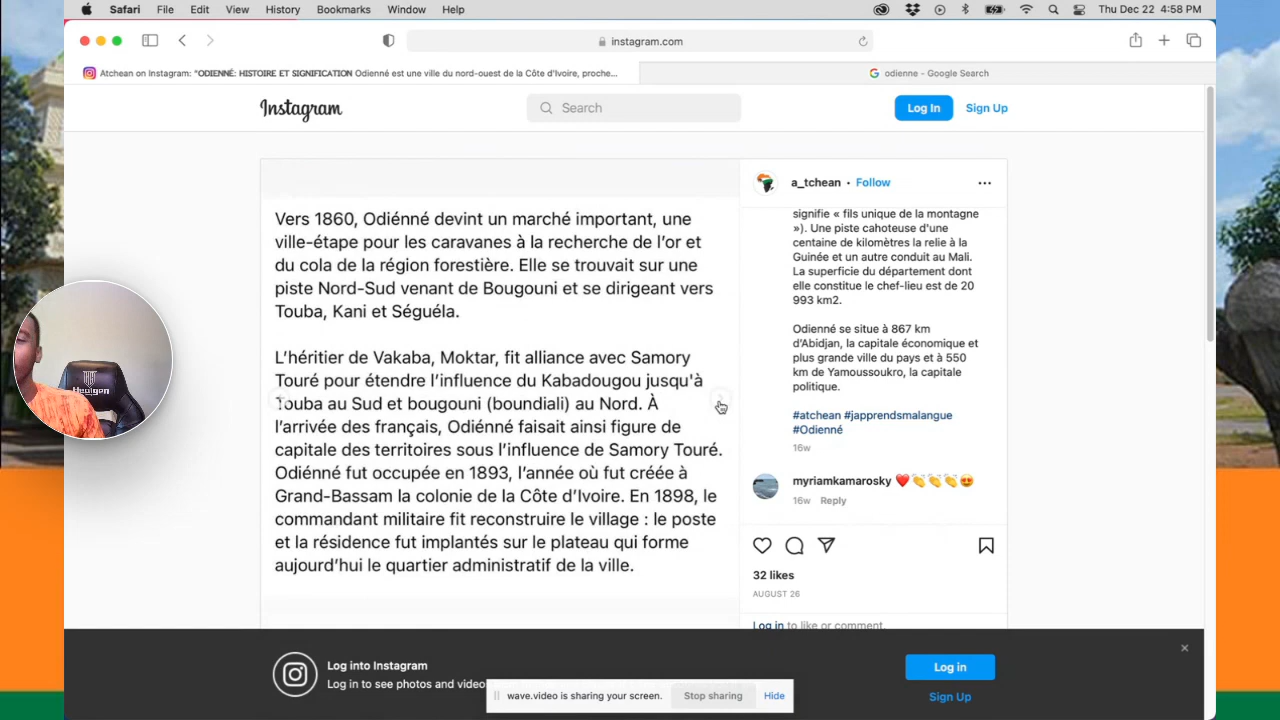 Safari File Edit View History Bookmarks Window Help Thu Dec 22 4:58 PM
instagram.com
Atchean on Instagram: "ODIENNÉ: HISTOIRE ET SIGNIFICATION Odienné est une ville du nord-ouest de la Côte d'Ivoire, proche...
odienne - Google Search
Instagram
Search
Log In Sign Up
Vers 1860, Odiénné devint un marché important, une
ville-étape pour les caravanes à la recherche de l'or et
du cola de la région forestière. Elle se trouvait sur une
piste Nord-Sud venant de Bougouni et se dirigeant vers
Touba, Kani et Séguéla.
L'héritier de Vakaba, Moktar, fit alliance avec Samory
Touré pour étendre l'influence du Kabadougou jusqu'à
Touba au Sud et bougouni (boundiali) au Nord. À
l'arrivée des français, Odiénné faisait ainsi figure de
capitale des territoires sous l'influence de Samory Touré.
Odiénné fut occupée en 1893, l'année où fut créée à
Grand-Bassam la colonie de la Côte d'Ivoire. En 1898, le
commandant militaire fit reconstruire le village : le poste
et la résidence fut implantés sur le plateau qui forme
aujourd'hui le quartier administratif de la ville.
a_tchean • Follow
signifie « fils unique de la montagne
»). Une piste cahoteuse d'une
centaine de kilomètres la relie à la
Guinée et un autre conduit au Mali.
La superficie du département dont
elle constitue le chef-lieu est de 20
993 km2.
Odienné se situe à 867 km
d'Abidjan, la capitale économique et
plus grande ville du pays et à 550
km de Yamoussoukro, la capitale
politique.
#atchean #japprendsmalangue
#Odienné
16w
myriamkamarosky ❤️👏👏👏😍
16w Reply
32 likes
AUGUST 26
Log in to like or comment.
Log into Instagram
Log in to see photos and video
Log in
Sign Up
wave.video is sharing your screen. Stop sharing Hide